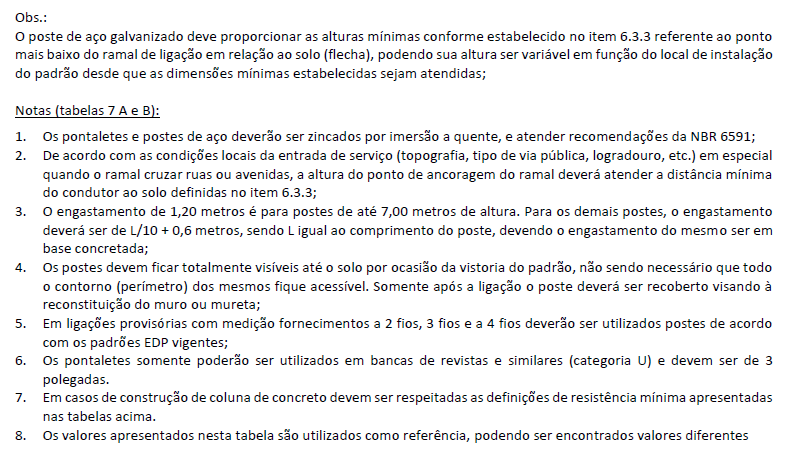 Obs.:
O poste de aço galvanizado deve proporcionar as alturas mínimas conforme estabelecido no item 6.3.3 referente ao ponto
mais baixo do ramal de ligação em relação ao solo (flecha), podendo sua altura ser variável em função do local de instalação
do padrão desde que as dimensões mínimas estabelecidas sejam atendidas;
Notas (tabelas 7 A e B):
1. Os pontaletes e postes de aço deverão ser zincados por imersão a quente, e atender recomendações da NBR 6591;
2. De acordo com as condições locais da entrada de serviço (topografia, tipo de via pública, logradouro, etc.) em especial
quando o ramal cruzar ruas ou avenidas, a altura do ponto de ancoragem do ramal deverá atender a distância mínima
do condutor ao solo definidas no item 6.3.3;
3. O engastamento de 1,20 metros é para postes de até 7,00 metros de altura. Para os demais postes, o engastamento
deverá ser de L/10 + 0,6 metros, sendo L igual ao comprimento do poste, devendo o engastamento do mesmo ser em
base concretada;
4. Os postes devem ficar totalmente visíveis até o solo por ocasião da vistoria do padrão, não sendo necessário que todo
o contorno (perímetro) dos mesmos fique acessível. Somente após a ligação o poste deverá ser recoberto visando à
reconstituição do muro ou mureta;
5. Em ligações provisórias com medição fornecimentos a 2 fios, 3 fios e a 4 fios deverão ser utilizados postes de acordo
com os padrões EDP vigentes;
6. Os pontaletes somente poderão ser utilizados em bancas de revistas e similares (categoria U) e devem ser de 3
polegadas.
7. Em casos de construção de coluna de concreto devem ser respeitadas as definições de resistência mínima apresentadas
nas tabelas acima.
8. Os valores apresentados nesta tabela são utilizados como referência, podendo ser encontrados valores diferentes